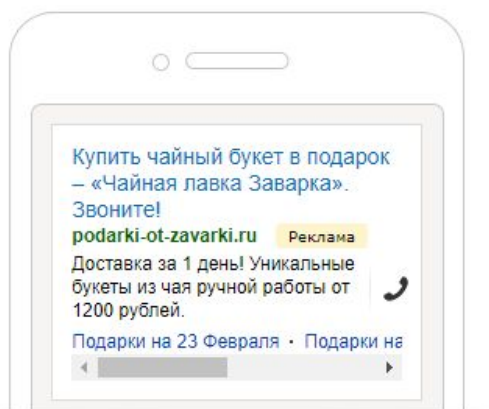 Купить чайный букет в подарок
– «Чайная лавка Заварка».
Звоните!
podarki-ot-zavarki.ru Реклама
Доставка за 1 день! Уникальные
букеты из чая ручной работы от
1200 рублей.
Подарки на 23 Февраля · Подарки на